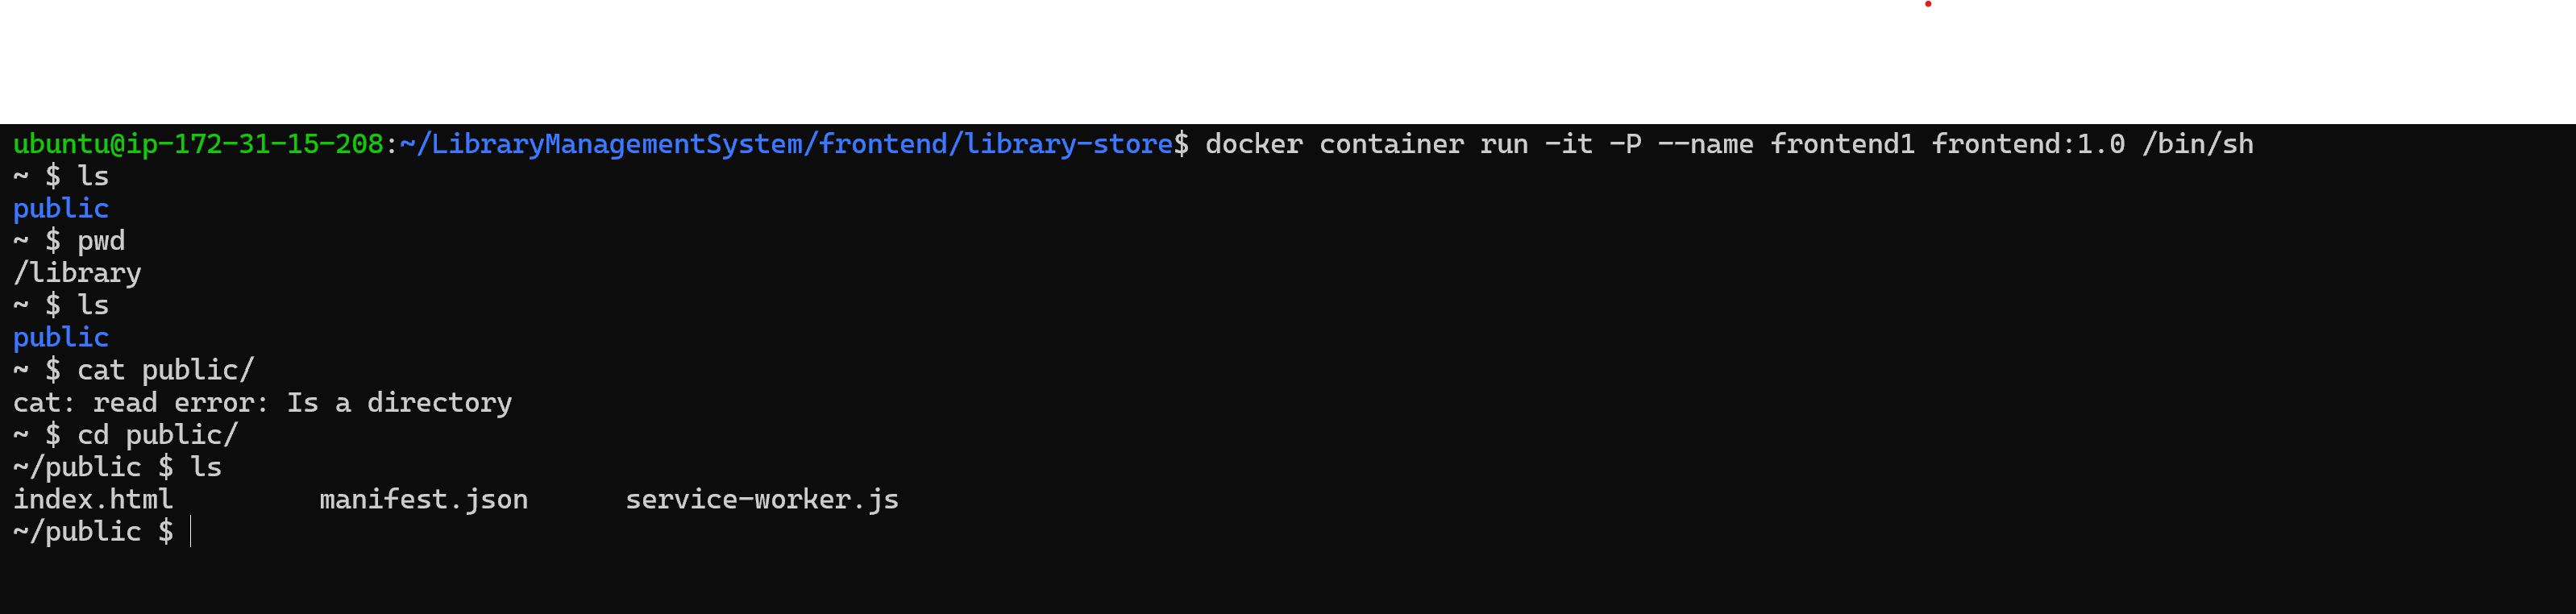 ubuntu@ip-172-31-15-208:~/LibraryManagementSystem/frontend/library-store$ docker container run -it -P --name frontend1 frontend:1.0 /bin/sh
~ $ ls
public
~ $ pwd
/library
~ $ ls
public
~ $ cat public/
cat: read error: Is a directory
~ $ cd public/
~/public $ ls
index.html         manifest.json      service-worker.js
~/public $